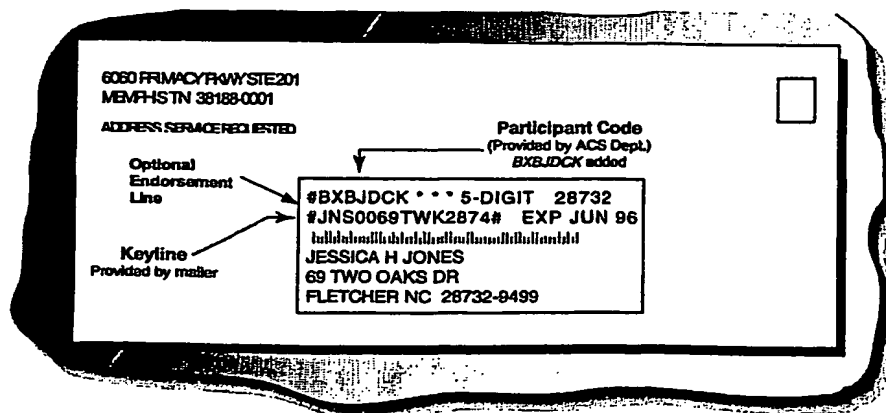 6060 PRIMACY PKWY STE 201
MEMPHIS TN 38188-0001
ADDRESS SERVICE REQUESTED
Participant Code
(Provided by ACS Dept.)
BXBJDCK added
Optional
Endorsement
Line
Keyline
Provided by mailer
#BXBJDCK * * * 5-DIGIT 28732
#JNS0069TWK2874# EXP JUN 96
JESSICA H JONES
69 TWO OAKS DR
FLETCHER NC 28732-9499